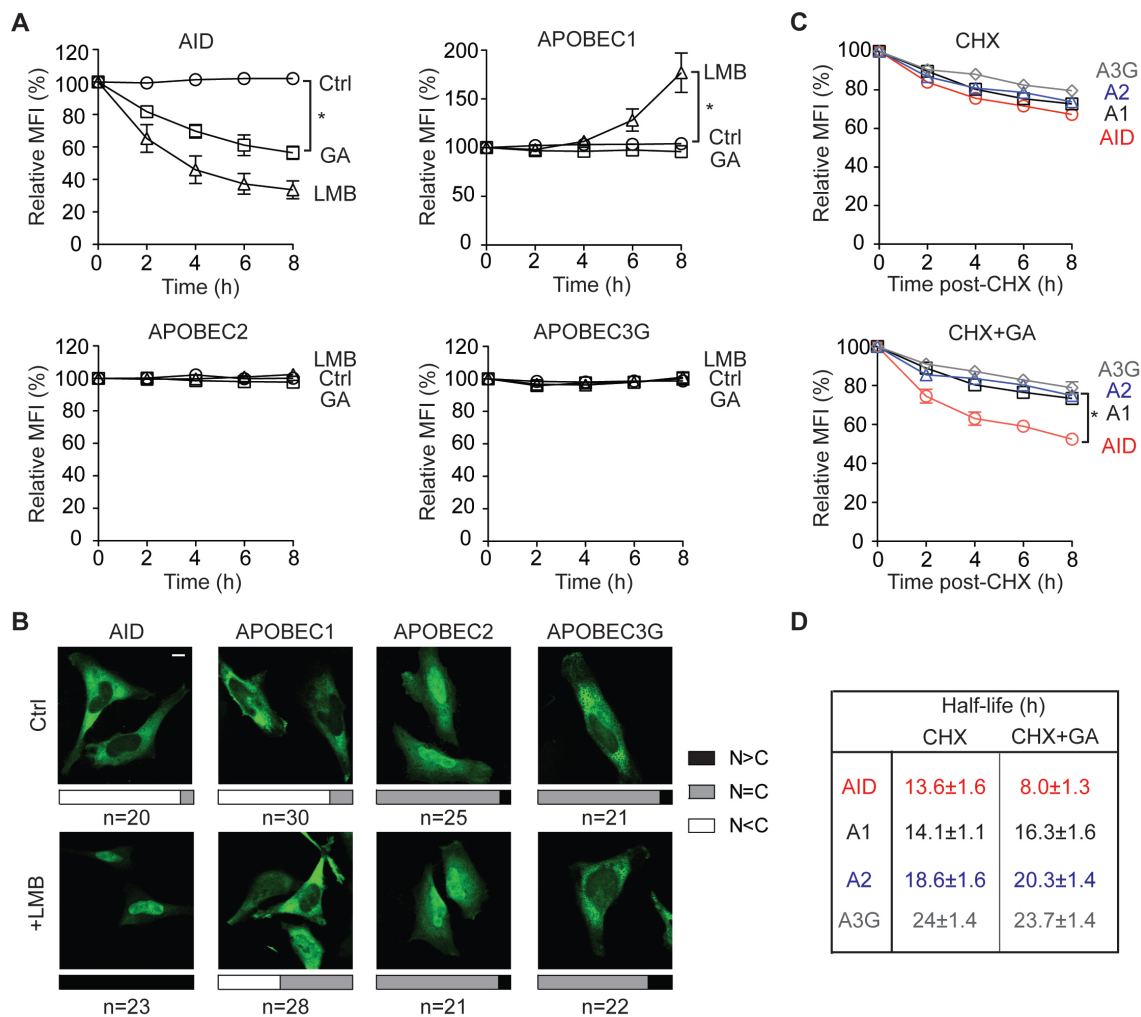 A
AID
Relative MFI (%)
120
100
80
60
40
20
0
0 2 4 6 8
Time (h)
Ctrl
*
GA
LMB
APOBEC1
Relative MFI (%)
200
150
100
50
0
0 2 4 6 8
Time (h)
LMB
*
Ctrl
GA
APOBEC2
Relative MFI (%)
120
100
80
60
40
20
0
0 2 4 6 8
Time (h)
LMB
Ctrl
GA
APOBEC3G
Relative MFI (%)
120
100
80
60
40
20
0
0 2 4 6 8
Time (h)
LMB
Ctrl
GA
C
CHX
Relative MFI (%)
100
80
60
40
20
0
0 2 4 6 8
Time post-CHX (h)
A3G
A2
A1
AID
CHX+GA
Relative MFI (%)
100
80
60
40
20
0
0 2 4 6 8
Time post-CHX (h)
A3G
A2
* A1
AID
B
AID APOBEC1 APOBEC2 APOBEC3G
Ctrl
n=20 n=30 n=25 n=21
+LMB
n=23 n=28 n=21 n=22
N>C
N=C
N<C
D
Half-life (h)
CHX CHX+GA
AID 13.6±1.6 8.0±1.3
A1 14.1±1.1 16.3±1.6
A2 18.6±1.6 20.3±1.4
A3G 24±1.4 23.7±1.4